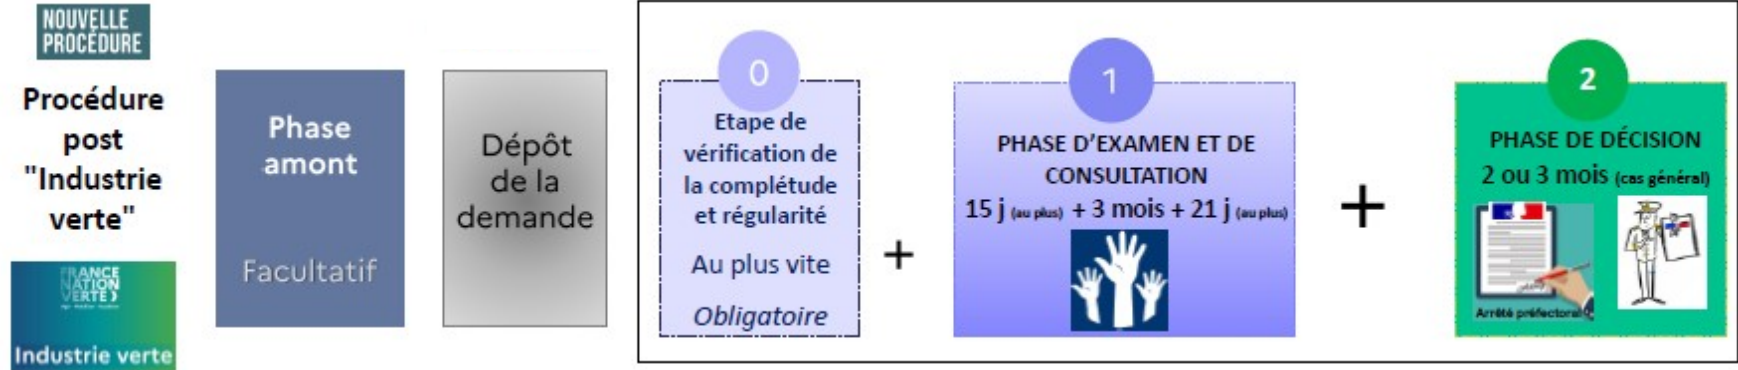 NOUVELLE
PROCÉDURE
Procédure
post
"Industrie
verte"
FRANCE
NATION
VERTE
Industrie verte
Phase
amont
Facultatif
Dépôt
de la
demande
0
Etape de
vérification de
la complétude
et régularité
Au plus vite
Obligatoire
+
1
PHASE D'EXAMEN ET DE
CONSULTATION
15 j (au plus) + 3 mois + 21 j (au plus)
+
2
PHASE DE DÉCISION
2 ou 3 mois (cas général)
Arrêté préfectoral